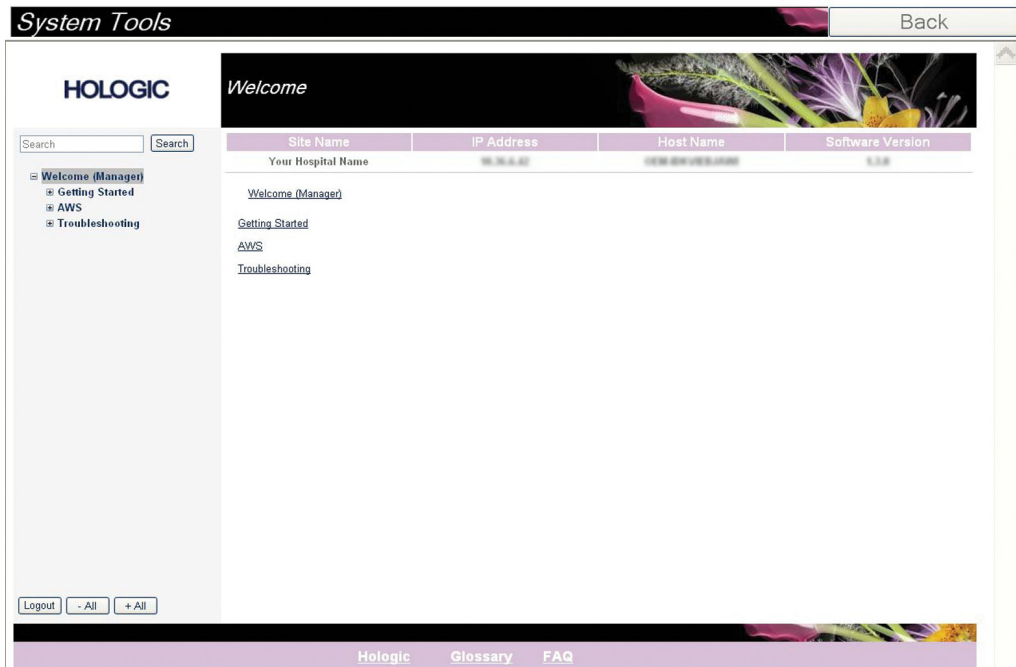 System Tools
Back
HOLOGIC
Welcome
Search
Search
Site Name
IP Address
Host Name
Software Version
Your Hospital Name
Welcome (Manager)
Getting Started
AWS
Troubleshooting
Welcome (Manager)
Getting Started
AWS
Troubleshooting
Logout
- All
+ All
Hologic
Glossary
FAQ